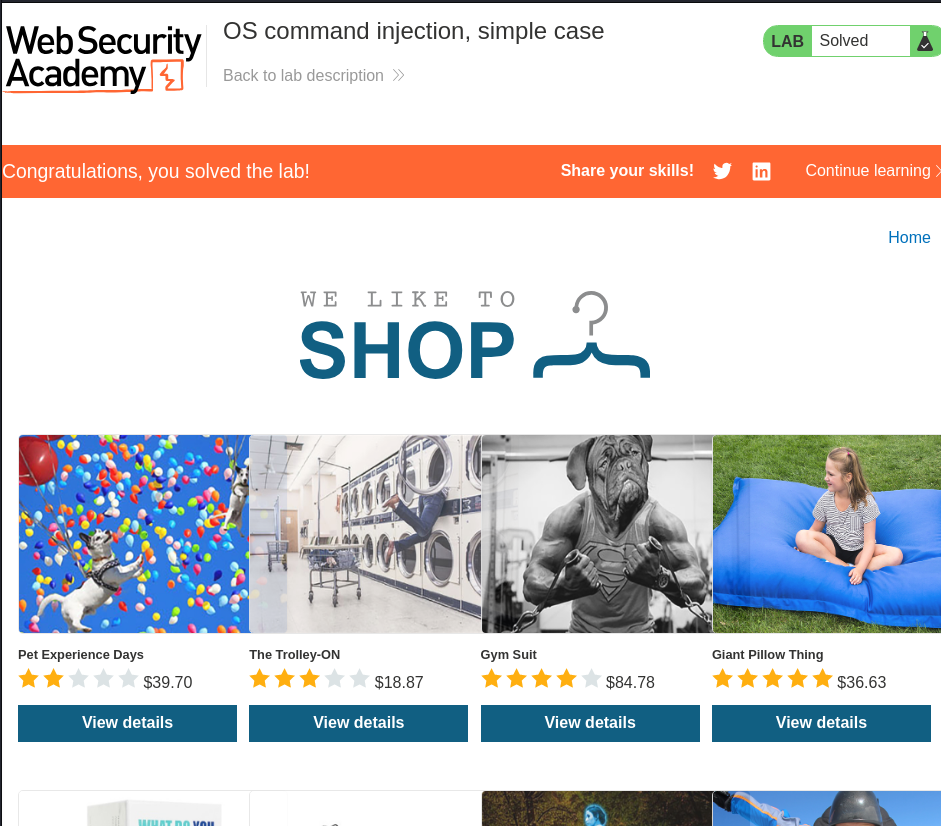 Web Security
Academy
OS command injection, simple case
Back to lab description
LAB Solved
Congratulations, you solved the lab!
Share your skills!
Continue learning
Home
WE LIKE TO
SHOP
Pet Experience Days
$39.70
View details
The Trolley-ON
$18.87
View details
Gym Suit
$84.78
View details
Giant Pillow Thing
$36.63
View details
WHAT DO YOU